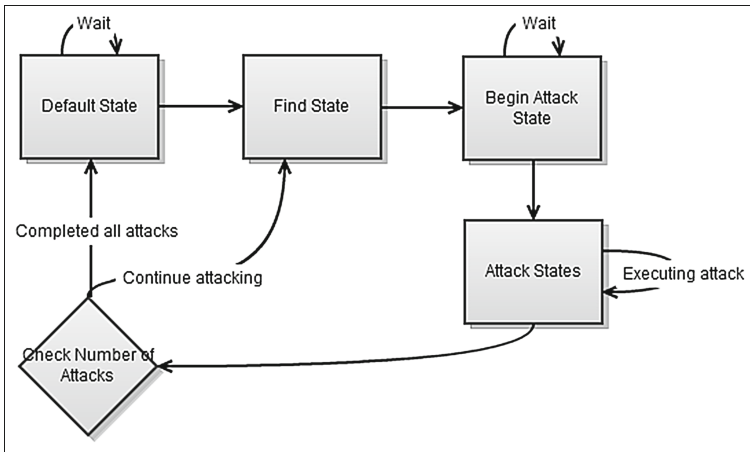 Wait
Wait
Default State
Find State
Begin Attack
State
Completed all attacks
Continue attacking
Attack States
Executing attack
Check Number of
Attacks